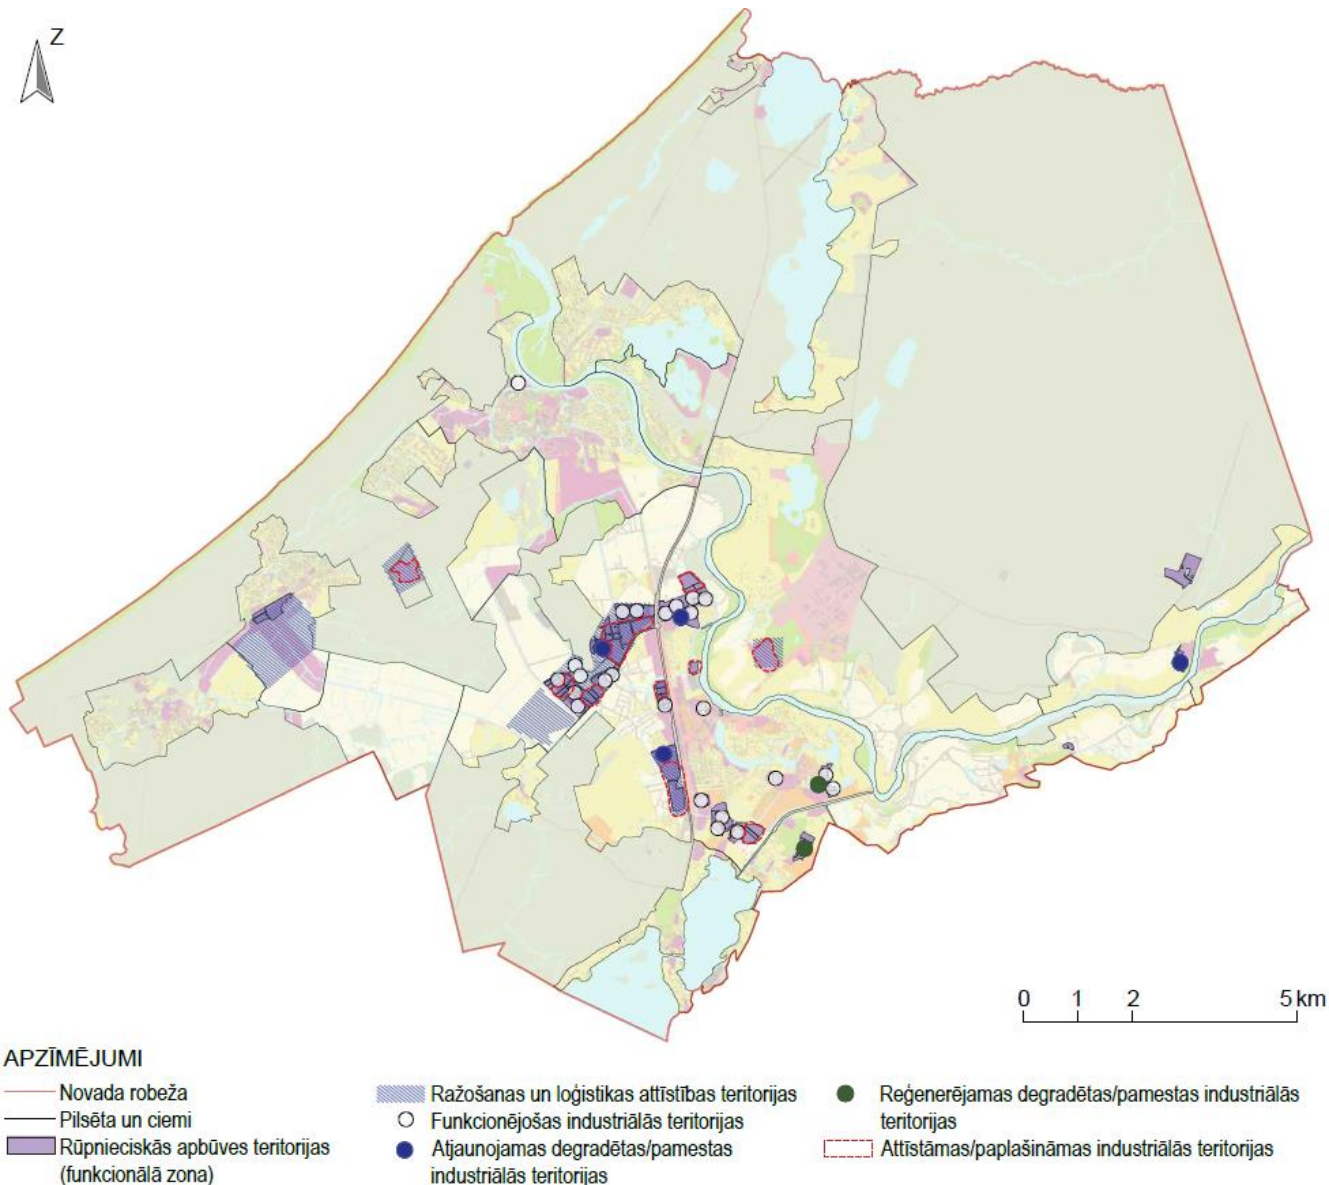 Z
0 1 2 5 km
APZĪMĒJUMI
Novada robeža
Pilsēta un ciemi
Rūpnieciskās apbūves teritorijas
(funkcionālā zona)
Ražošanas un loģistikas attīstības teritorijas
Funkcionējošas industriālās teritorijas
Atjaunojamas degradētas/pamestas
industriālās teritorijas
Reģenerējamas degradētas/pamestas industriālās
teritorijas
Attīstāmas/paplašināmas industriālās teritorijas